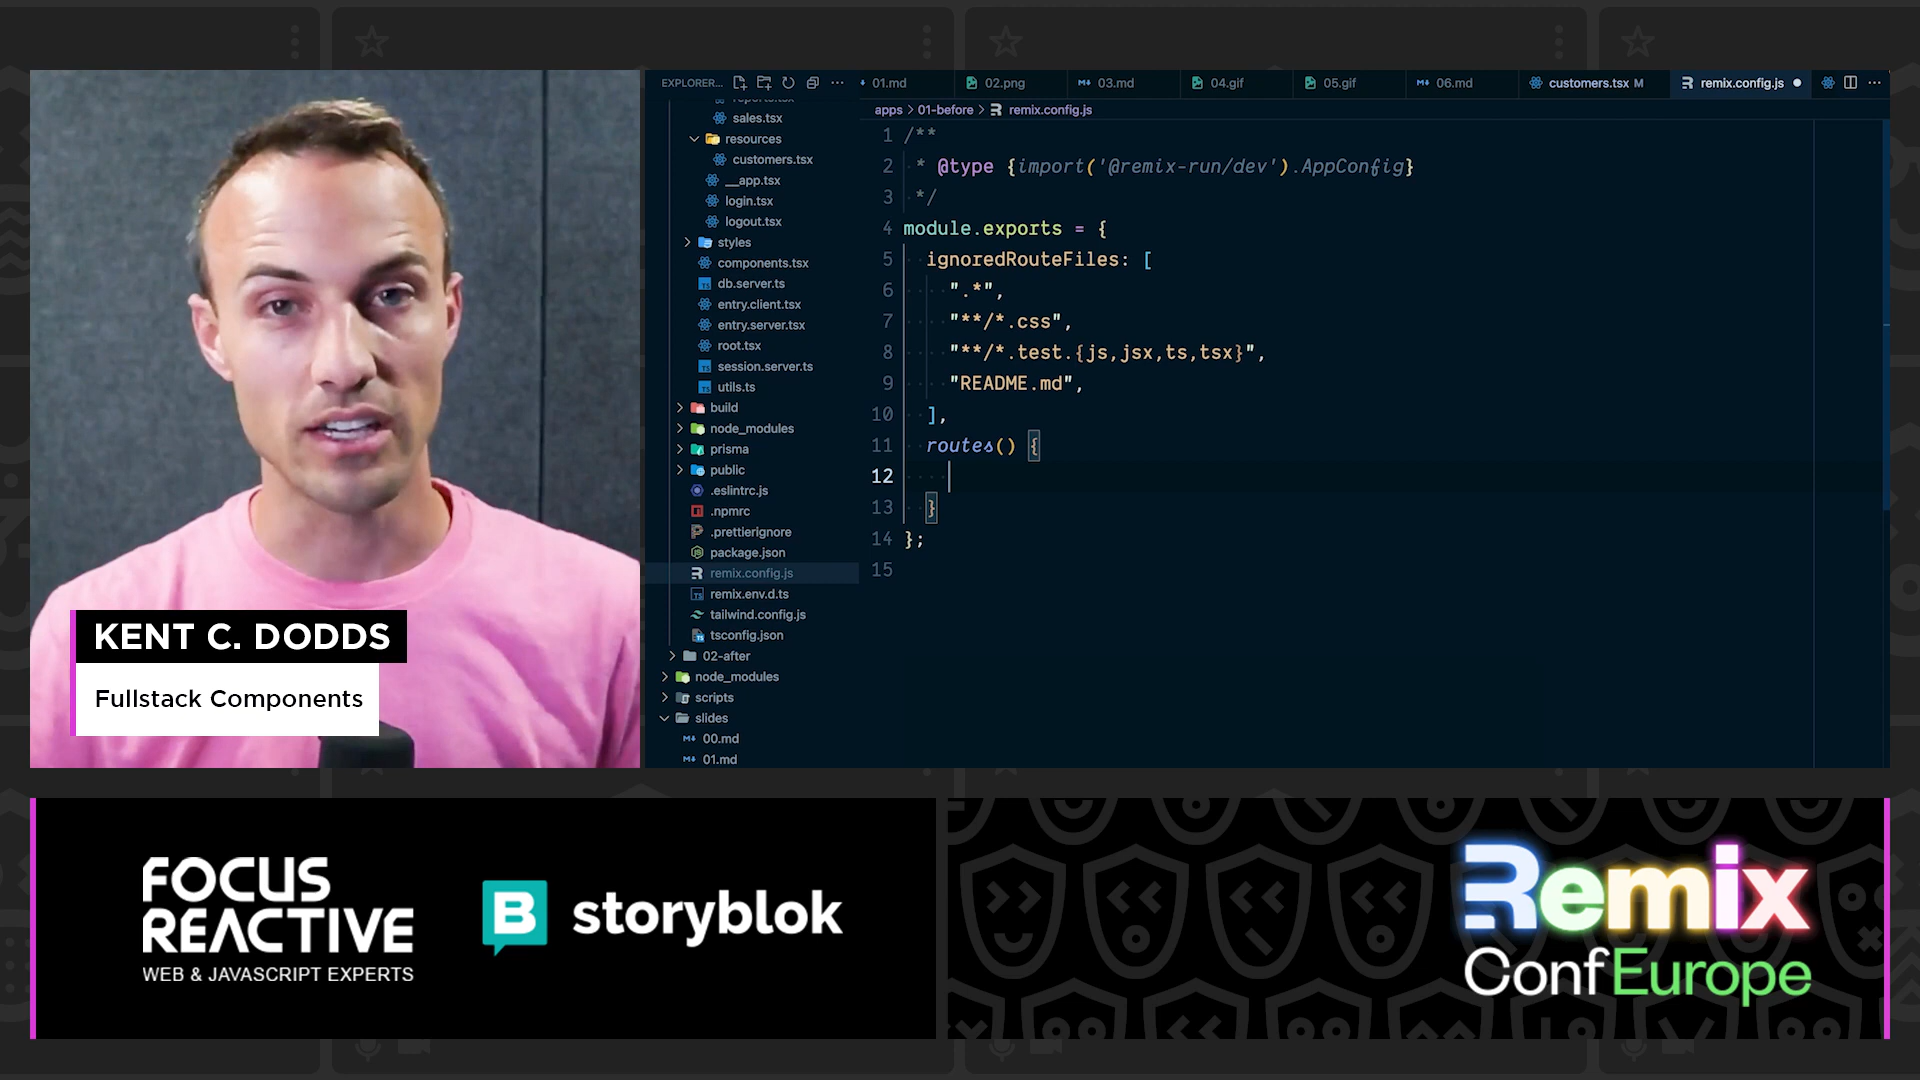 KENT C. DODDS
Fullstack Components
EXPLORER...
sales.tsx
resources
customers.tsx
__app.tsx
login.tsx
logout.tsx
styles
components.tsx
db.server.ts
entry.client.tsx
entry.server.tsx
root.tsx
session.server.ts
utils.ts
build
node_modules
prisma
public
.eslintrc.js
.npmrc
.prettierignore
package.json
remix.config.js
remix.env.d.ts
tailwind.config.js
tsconfig.json
02-after
node_modules
scripts
slides
00.md
01.md
01.md 02.png 03.md 04.gif 05.gif 06.md customers.tsx M remix.config.js
apps > 01-before > remix.config.js
1 /**
2 * @type {import('@remix-run/dev').AppConfig}
3 */
4 module.exports = {
5 ignoredRouteFiles: [
6 ".*",
7 "**/*.css",
8 "**/*.test.{js,jsx,ts,tsx}",
9 "README.md",
10 ],
11 routes() {
12
13 }
14 };
15
FOCUS
REACTIVE
WEB & JAVASCRIPT EXPERTS
B storyblok
Remix
Conf Europe